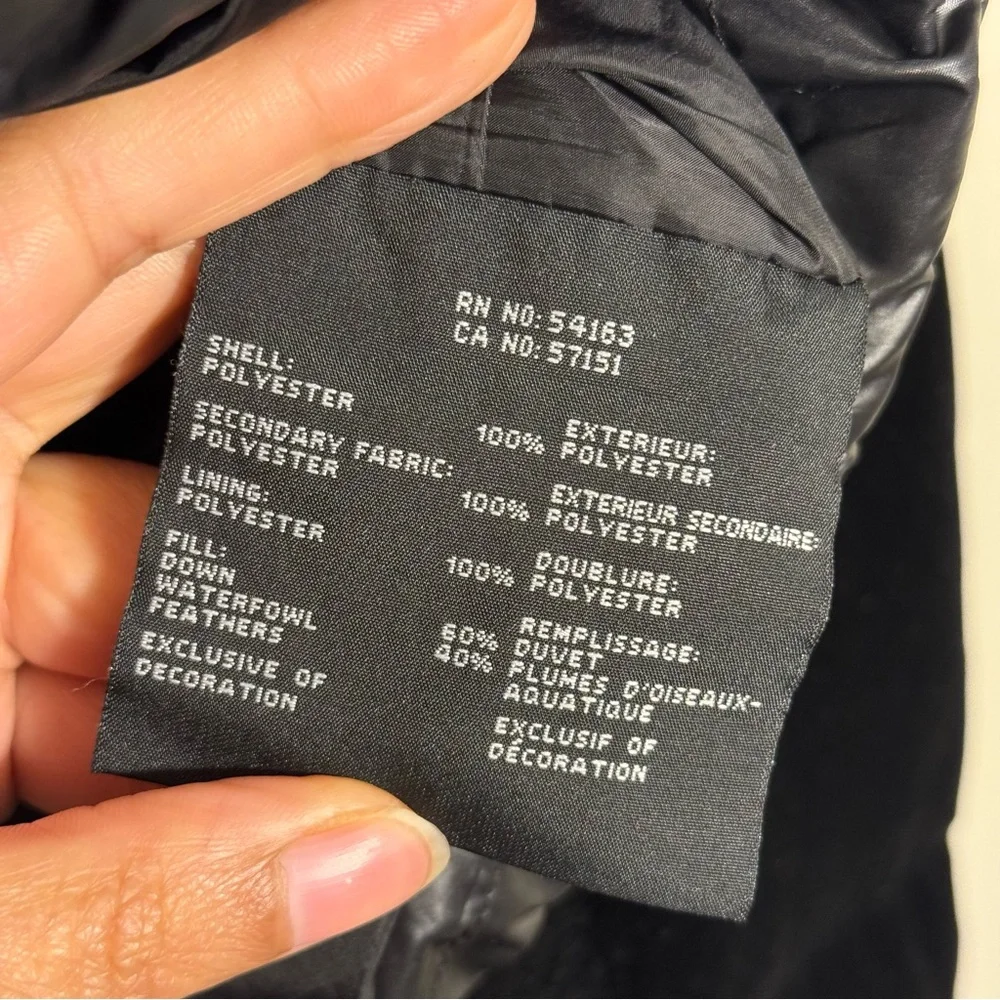 RN NO: 54163
CA NO: 57151
SHELL:
POLYESTER 100%
SECONDARY FABRIC:
POLYESTER 100%
LINING:
POLYESTER 100%
FILL:
DOWN 60%
WATERFOWL 40%
FEATHERS
EXCLUSIVE OF
DECORATION
EXTERIEUR:
POLYESTER
EXTERIEUR SECONDAIRE:
POLYESTER
DOUBLURE:
POLYESTER
REMPLISSAGE:
DUVET
PLUMES D'OISEAUX-
AQUATIQUE
EXCLUSIF OF
DÉCORATION